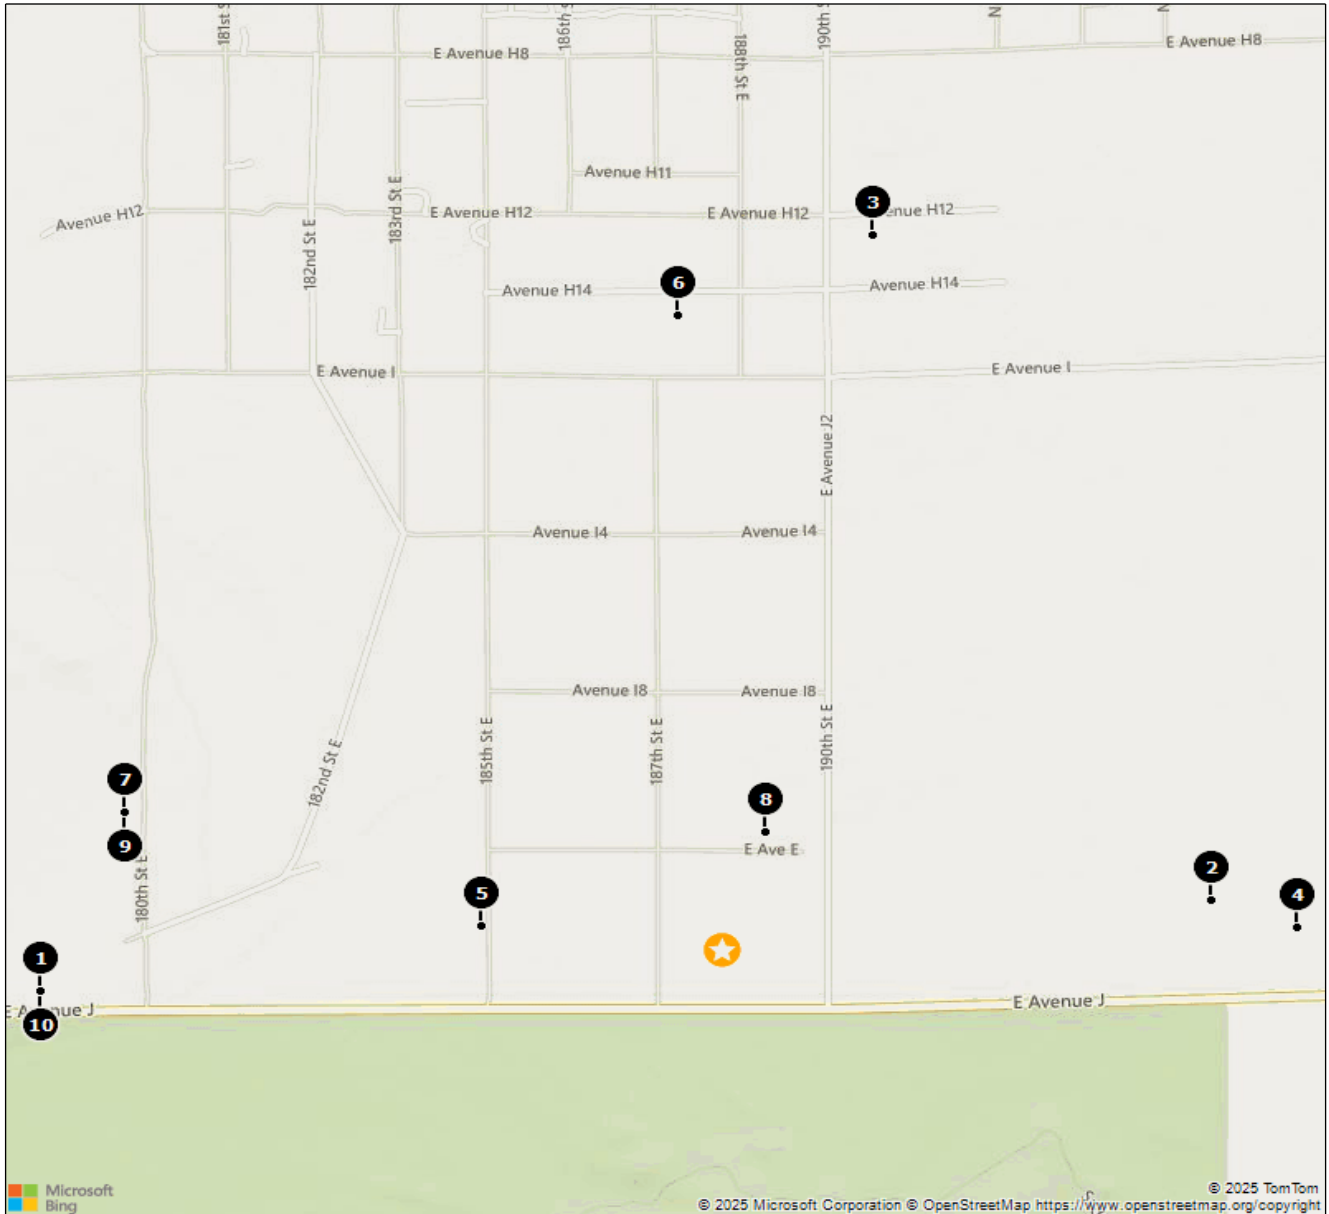 181st S
186th S
190th S
N
N
E Avenue H8
E Avenue H8
188th St E
Avenue H11
183rd St E
3
Avenue H12
E Avenue H12
E Avenue H12
enue H12
182nd St E
6
Avenue H14
Avenue H14
E Avenue I
E Avenue I
E Avenue J2
Avenue I4
Avenue I4
Avenue I8
Avenue I8
185th St E
187th St E
190th St E
182nd St E
7
8
9
E Ave E
180th St E
5
2
4
1
E Avenue J
E Avenue J
10
Microsoft
Bing
© 2025 TomTom
© 2025 Microsoft Corporation © OpenStreetMap https://www.openstreetmap.org/copyright